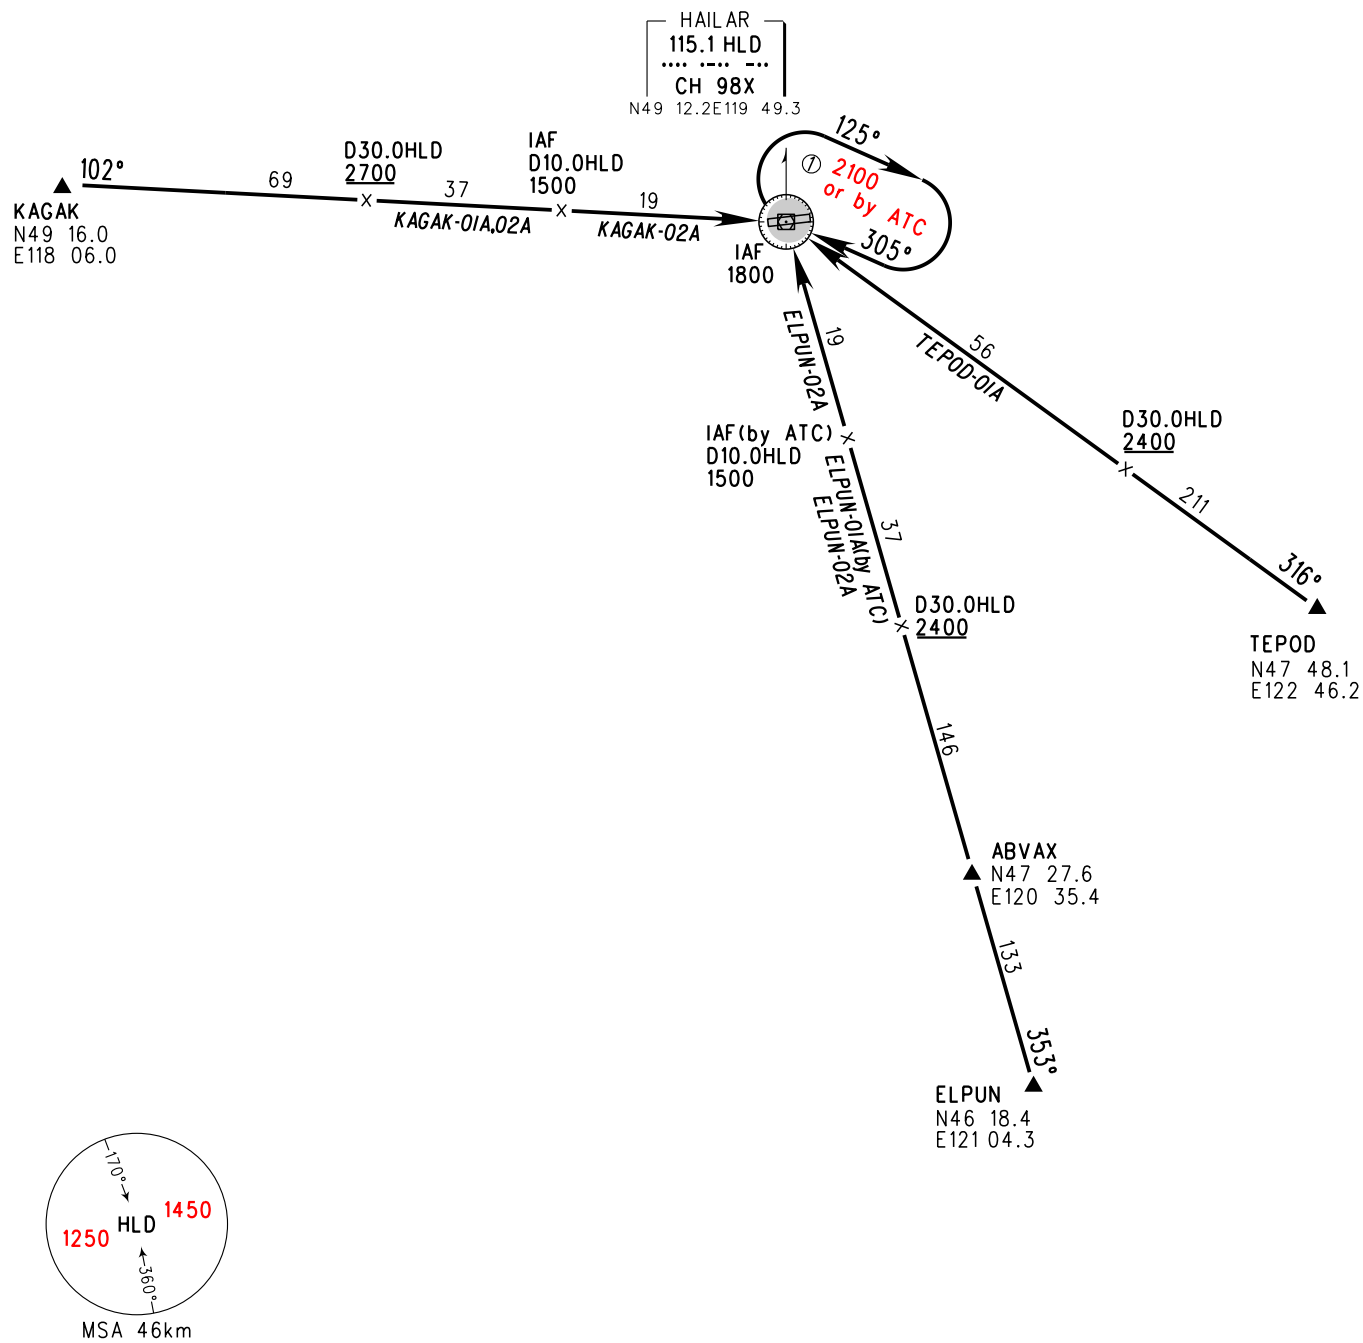 HAILAR
115.1 HLD
CH 98X
N49 12.2E119 49.3
125°
① 2100
or by ATC
305°
IAF
1800
102°
KAGAK
N49 16.0
E118 06.0
69
D30.0HLD
2700
37
KAGAK-01A,02A
IAF
D10.0HLD
1500
19
KAGAK-02A
19
ELPUN-02A
56
TEPOD-01A
D30.0HLD
2400
211
316°
TEPOD
N47 48.1
E122 46.2
IAF(by ATC)
D10.0HLD
1500
37
ELPUN-01A(by ATC)
ELPUN-02A
D30.0HLD
2400
146
ABVAX
N47 27.6
E120 35.4
133
353°
ELPUN
N46 18.4
E121 04.3
170°
1450
HLD
1250
360°
MSA 46km